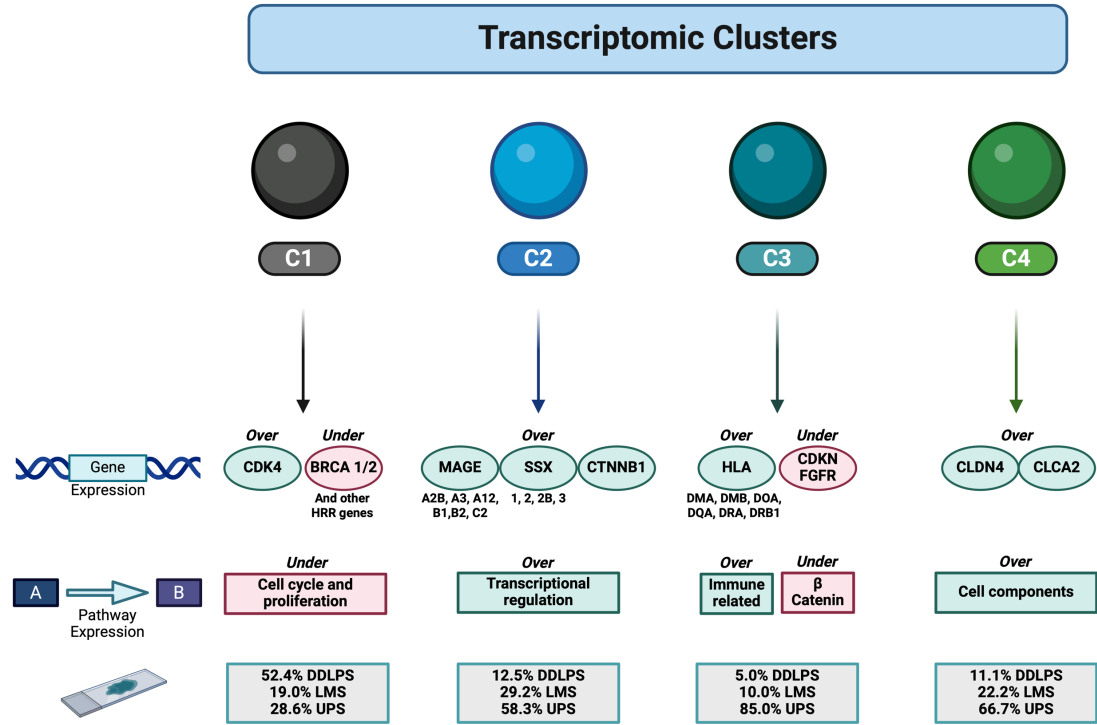 Transcriptomic Clusters
C1
C2
C3
C4
Gene
Expression
Over
CDK4
Under
BRCA 1/2
And other
HRR genes
Over
MAGE
SSX
CTNNB1
A2B, A3, A12,
B1,B2, C2
1, 2, 2B, 3
Over
HLA
DMA, DMB, DOA,
DQA, DRA, DRB1
Under
CDKN
FGFR
Over
CLDN4
CLCA2
A
B
Pathway
Expression
Under
Cell cycle and
proliferation
Over
Transcriptional
regulation
Over
Immune
related
Under
β
Catenin
Over
Cell components
52.4% DDLPS
19.0% LMS
28.6% UPS
12.5% DDLPS
29.2% LMS
58.3% UPS
5.0% DDLPS
10.0% LMS
85.0% UPS
11.1% DDLPS
22.2% LMS
66.7% UPS